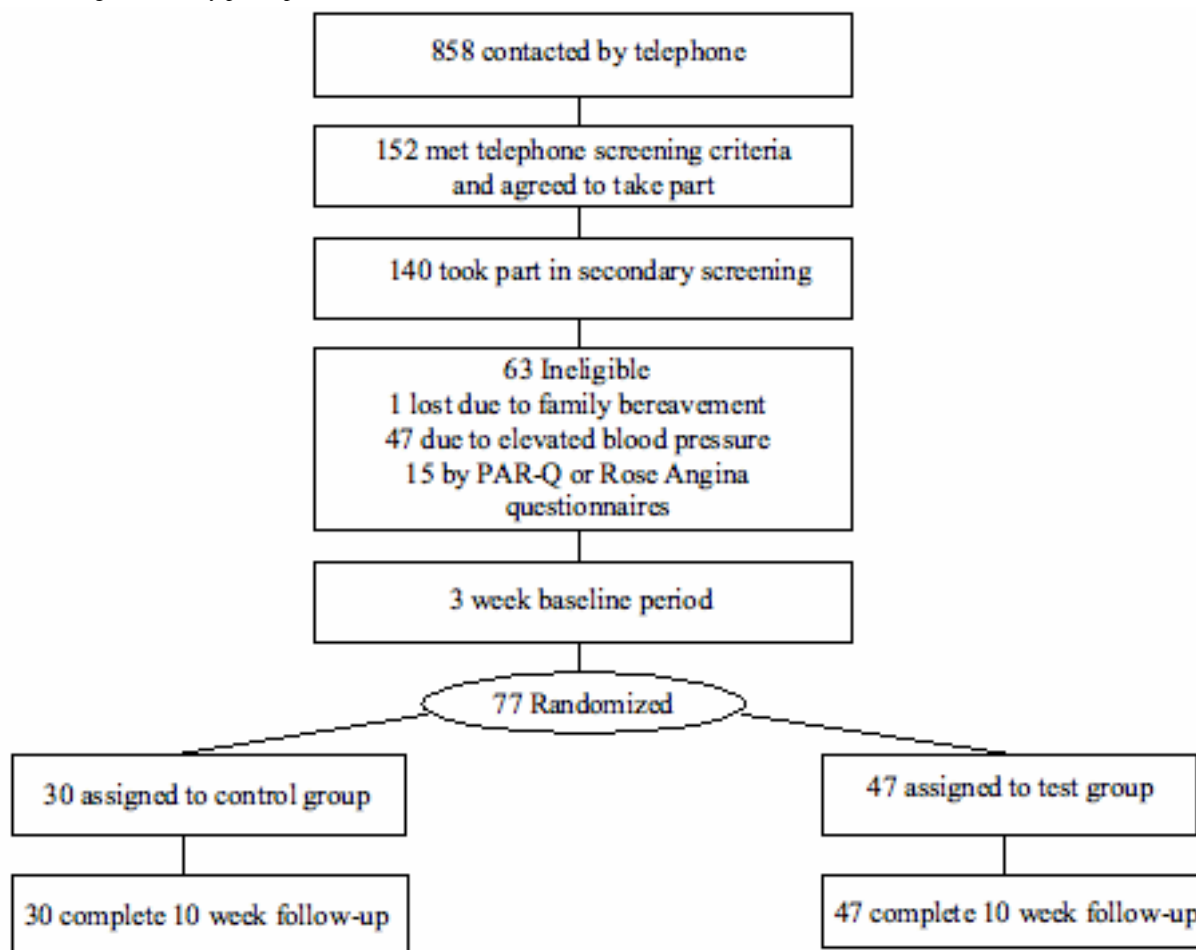 858 contacted by telephone
152 met telephone screening criteria
and agreed to take part
140 took part in secondary screening
63 Ineligible
1 lost due to family bereavement
47 due to elevated blood pressure
15 by PAR-Q or Rose Angina
questionnaires
3 week baseline period
77 Randomized
30 assigned to control group
47 assigned to test group
30 complete 10 week follow-up
47 complete 10 week follow-up